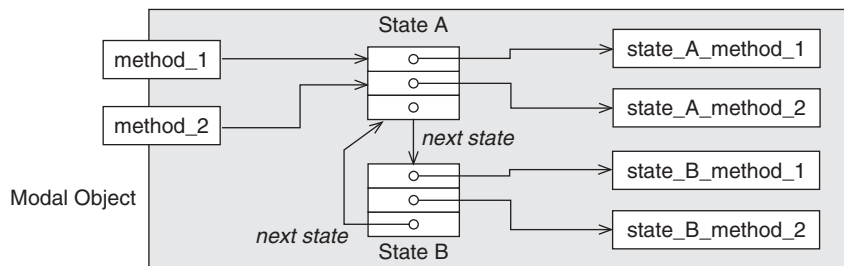 State A
method_1
state_A_method_1
method_2
state_A_method_2
next state
state_B_method_1
Modal Object
next state
state_B_method_2
State B